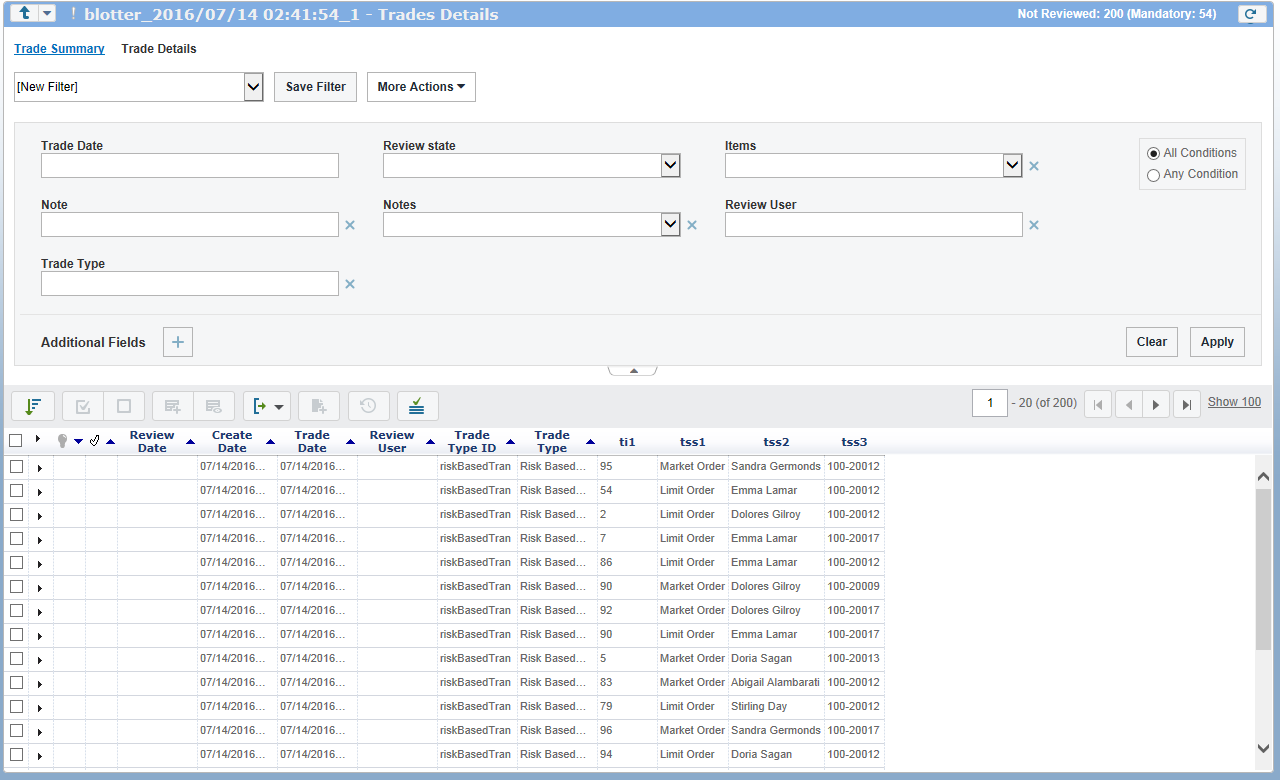 ! blotter_2016/07/14 02:41:54_1 - Trades Details Not Reviewed: 200 (Mandatory: 54)
Trade Summary Trade Details
[New Filter] Save Filter More Actions
Trade Date Review state Items
All Conditions
Any Condition
Note Notes Review User
Trade Type
Additional Fields + Clear Apply
1 - 20 (of 200) Show 100
Review Date Create Date Trade Date Review User Trade Type ID Trade Type ti1 tss1 tss2 tss3
07/14/2016... 07/14/2016... riskBasedTran Risk Based... 95 Market Order Sandra Germonds 100-20012
07/14/2016... 07/14/2016... riskBasedTran Risk Based... 54 Limit Order Emma Lamar 100-20012
07/14/2016... 07/14/2016... riskBasedTran Risk Based... 2 Limit Order Dolores Gilroy 100-20012
07/14/2016... 07/14/2016... riskBasedTran Risk Based... 7 Limit Order Emma Lamar 100-20017
07/14/2016... 07/14/2016... riskBasedTran Risk Based... 86 Limit Order Emma Lamar 100-20012
07/14/2016... 07/14/2016... riskBasedTran Risk Based... 90 Market Order Dolores Gilroy 100-20009
07/14/2016... 07/14/2016... riskBasedTran Risk Based... 92 Market Order Dolores Gilroy 100-20017
07/14/2016... 07/14/2016... riskBasedTran Risk Based... 90 Limit Order Emma Lamar 100-20017
07/14/2016... 07/14/2016... riskBasedTran Risk Based... 5 Market Order Doria Sagan 100-20013
07/14/2016... 07/14/2016... riskBasedTran Risk Based... 83 Market Order Abigail Alambarati 100-20012
07/14/2016... 07/14/2016... riskBasedTran Risk Based... 79 Limit Order Stirling Day 100-20012
07/14/2016... 07/14/2016... riskBasedTran Risk Based... 96 Market Order Sandra Germonds 100-20017
07/14/2016... 07/14/2016... riskBasedTran Risk Based... 94 Limit Order Doria Sagan 100-20012